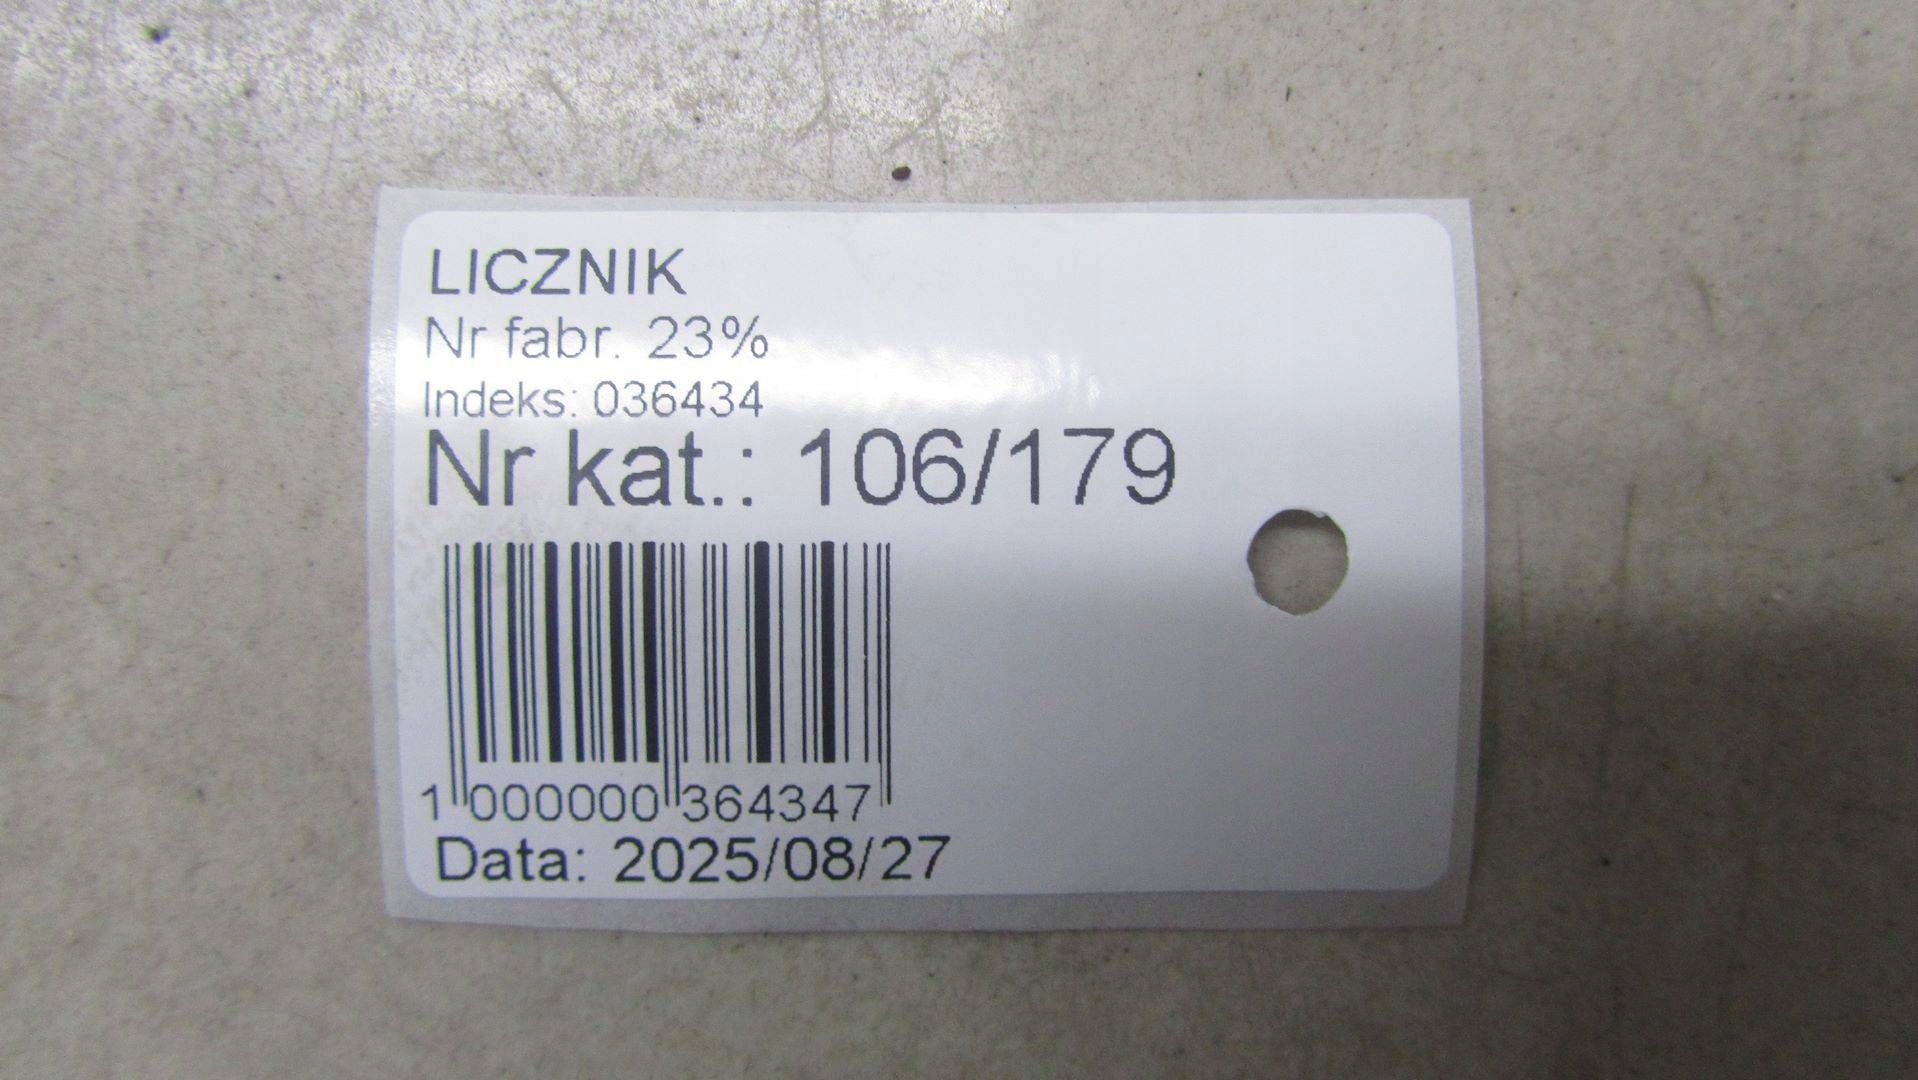 LICZNIK
Nr fabr. 23%
Indeks: 036434
Nr kat.: 106/179
1 000000 364347
Data: 2025/08/27